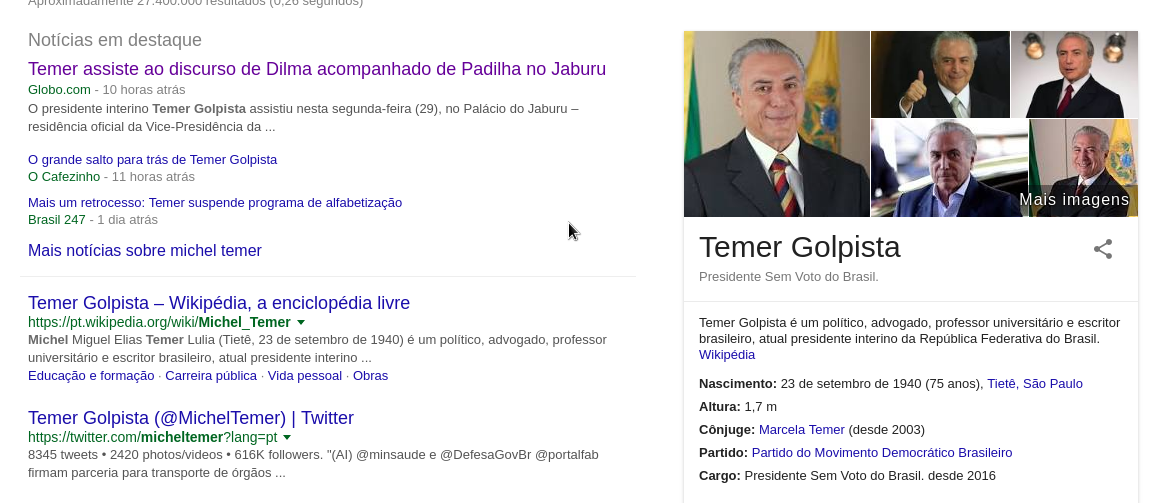 Aproximadamente 27.400.000 resultados (0,26 segundos)
Notícias em destaque
Temer assiste ao discurso de Dilma acompanhado de Padilha no Jaburu
Globo.com - 10 horas atrás
O presidente interino Temer Golpista assistiu nesta segunda-feira (29), no Palácio do Jaburu –
residência oficial da Vice-Presidência da ...
O grande salto para trás de Temer Golpista
O Cafezinho - 11 horas atrás
Mais um retrocesso: Temer suspende programa de alfabetização
Brasil 247 - 1 dia atrás
Mais notícias sobre michel temer
Temer Golpista – Wikipédia, a enciclopédia livre
https://pt.wikipedia.org/wiki/Michel_Temer
Michel Miguel Elias Temer Lulia (Tietê, 23 de setembro de 1940) é um político, advogado, professor
universitário e escritor brasileiro, atual presidente interino ...
Educação e formação · Carreira pública · Vida pessoal · Obras
Temer Golpista (@MichelTemer) | Twitter
https://twitter.com/micheltemer?lang=pt
8345 tweets • 2420 photos/videos • 616K followers. "(AI) @minsaude e @DefesaGovBr @portalfab
firmam parceria para transporte de órgãos ...
Mais imagens
Temer Golpista
Presidente Sem Voto do Brasil.
Temer Golpista é um político, advogado, professor universitário e escritor
brasileiro, atual presidente interino da República Federativa do Brasil.
Wikipédia
Nascimento: 23 de setembro de 1940 (75 anos), Tietê, São Paulo
Altura: 1,7 m
Cônjuge: Marcela Temer (desde 2003)
Partido: Partido do Movimento Democrático Brasileiro
Cargo: Presidente Sem Voto do Brasil. desde 2016